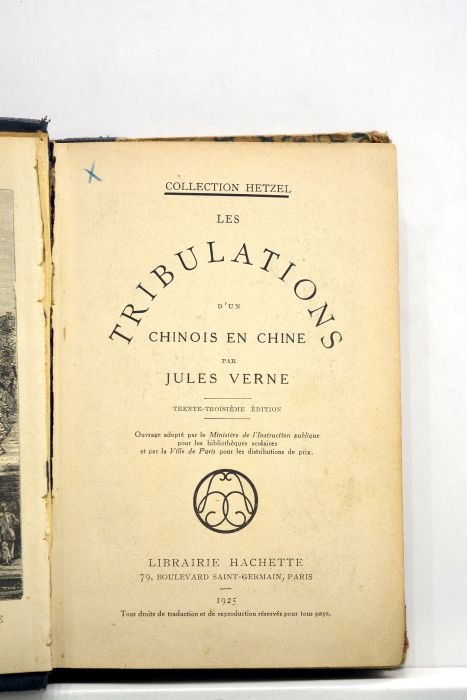 COLLECTION HETZEL
LES
TRIBULATIONS
D'UN
CHINOIS EN CHINE
PAR
JULES VERNE
TRENTE-TROISIÈME ÉDITION
Ouvrage adopté par le Ministère de l'Instruction publique
pour les bibliothèques scolaires
et par la Ville de Paris pour les distributions de prix.
LIBRAIRIE HACHETTE
79, BOULEVARD SAINT-GERMAIN, PARIS
1925
Tous droits de traduction et de reproduction réservés pour tous pays.